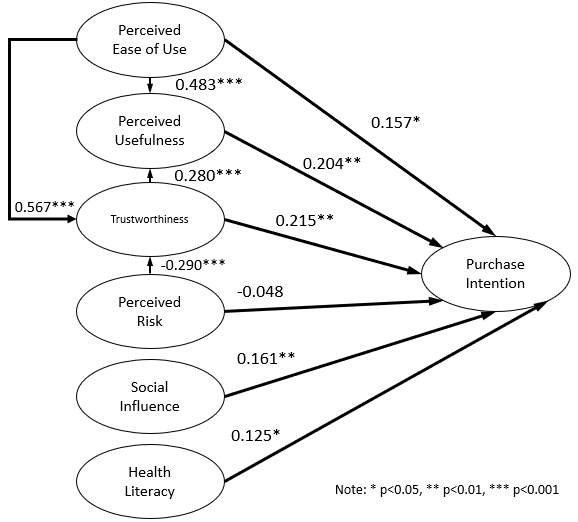 Perceived
Ease of Use
0.483***
0.157*
Perceived
Usefulness
0.204**
0.280***
0.567***
Trustworthiness
0.215**
-0.290***
Purchase
Intention
Perceived
Risk
-0.048
Social
Influence
0.161**
0.125*
Health
Literacy
Note: * p<0.05, ** p<0.01, *** p<0.001